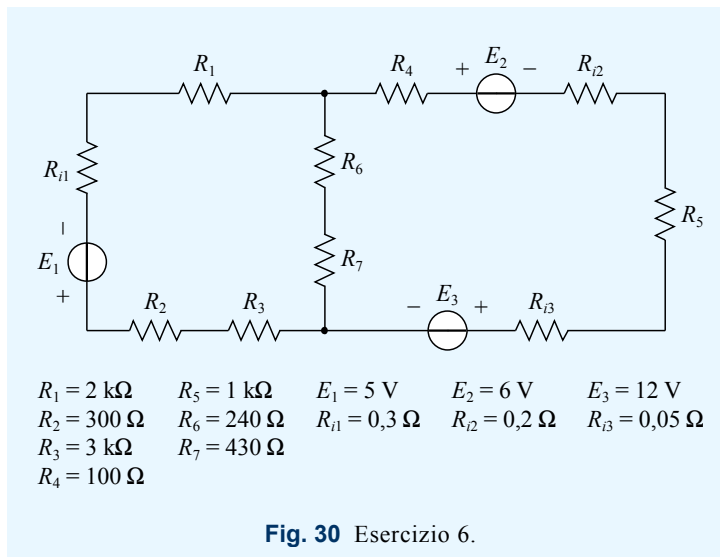 R1
R4
+ E2 −
Ri2
Ri1
R6
R5
−
E1
+
R7
R2
R3
− E3 +
Ri3
R1 = 2 kΩ R5 = 1 kΩ E1 = 5 V E2 = 6 V E3 = 12 V
R2 = 300 Ω R6 = 240 Ω Ri1 = 0,3 Ω Ri2 = 0,2 Ω Ri3 = 0,05 Ω
R3 = 3 kΩ R7 = 430 Ω
R4 = 100 Ω
Fig. 30 Esercizio 6.